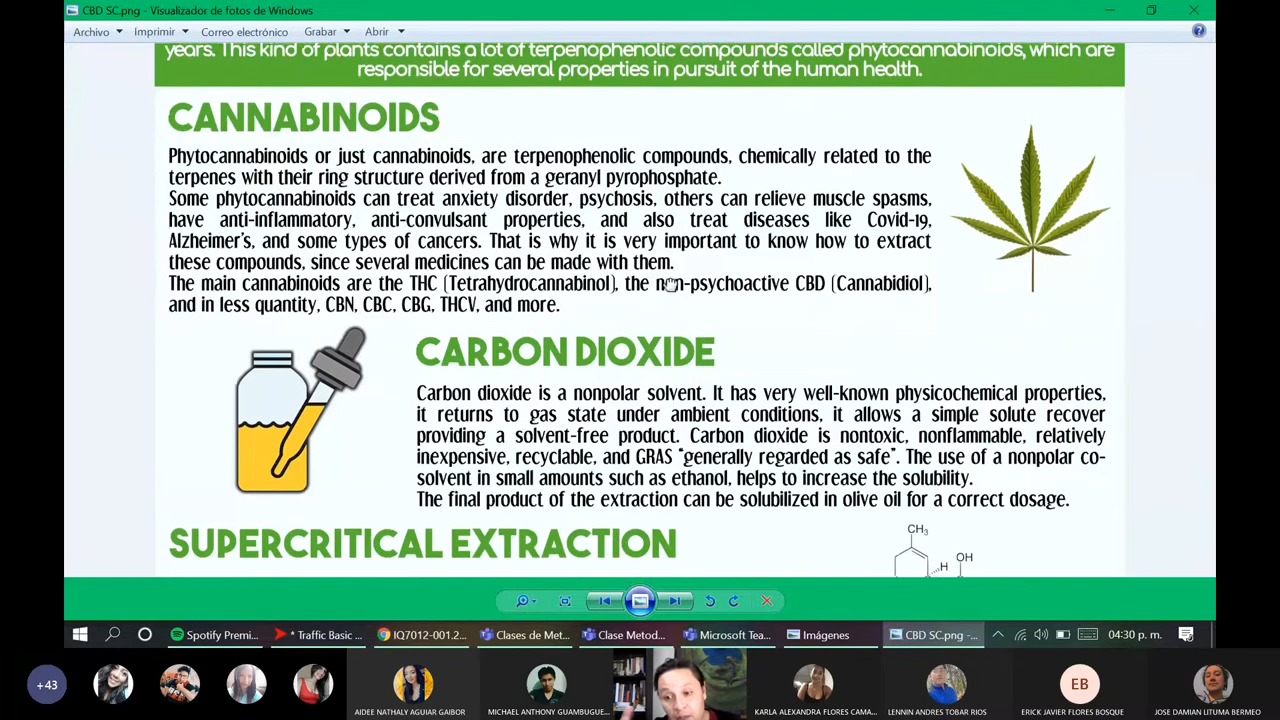 CBD SC.png - Visualizador de fotos de Windows
Archivo Imprimir Correo electrónico Grabar Abrir
years. This kind of plants contains a lot of terpenophenolic compounds called phytocannabinoids, which are
responsible for several properties in pursuit of the human health.
CANNABINOIDS
Phytocannabinoids or just cannabinoids, are terpenophenolic compounds, chemically related to the
terpenes with their ring structure derived from a geranyl pyrophosphate.
Some phytocannabinoids can treat anxiety disorder, psychosis, others can relieve muscle spasms,
have anti-inflammatory, anti-convulsant properties, and also treat diseases like Covid-19,
Alzheimer's, and some types of cancers. That is why it is very important to know how to extract
these compounds, since several medicines can be made with them.
The main cannabinoids are the THC (Tetrahydrocannabinol), the non-psychoactive CBD (Cannabidiol),
and in less quantity, CBN, CBC, CBG, THCV, and more.
CARBON DIOXIDE
Carbon dioxide is a nonpolar solvent. It has very well-known physicochemical properties,
it returns to gas state under ambient conditions, it allows a simple solute recover
providing a solvent-free product. Carbon dioxide is nontoxic, nonflammable, relatively
inexpensive, recyclable, and GRAS "generally regarded as safe". The use of a nonpolar co-
solvent in small amounts such as ethanol, helps to increase the solubility.
The final product of the extraction can be solubilized in olive oil for a correct dosage.
SUPERCRITICAL EXTRACTION
CH3
H
OH
Spotify Premi... * Traffic Basic ... IQ7012-001.2... Clases de Met... Clase Metod... Microsoft Tea... Imágenes CBD SC.png -... 04:30 p. m.
+43
EB
AIDEE NATHALY AGUIAR GAIBOR MICHAEL ANTHONY GUAMBUGUE... KARLA ALEXANDRA FLORES CAMA... LENNIN ANDRES TOBAR RIOS ERICK JAVIER FLORES BOSQUE JOSE DAMIAN LITUMA BERMEO